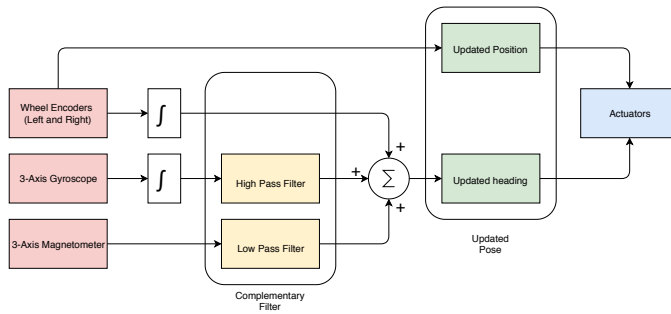 Updated Position
Wheel Encoders
(Left and Right)
∫
Actuators
+
3-Axis Gyroscope
∫
High Pass Filter
+
∑
Updated heading
+
3-Axis Magnetometer
Low Pass Filter
Updated
Pose
Complementary
Filter